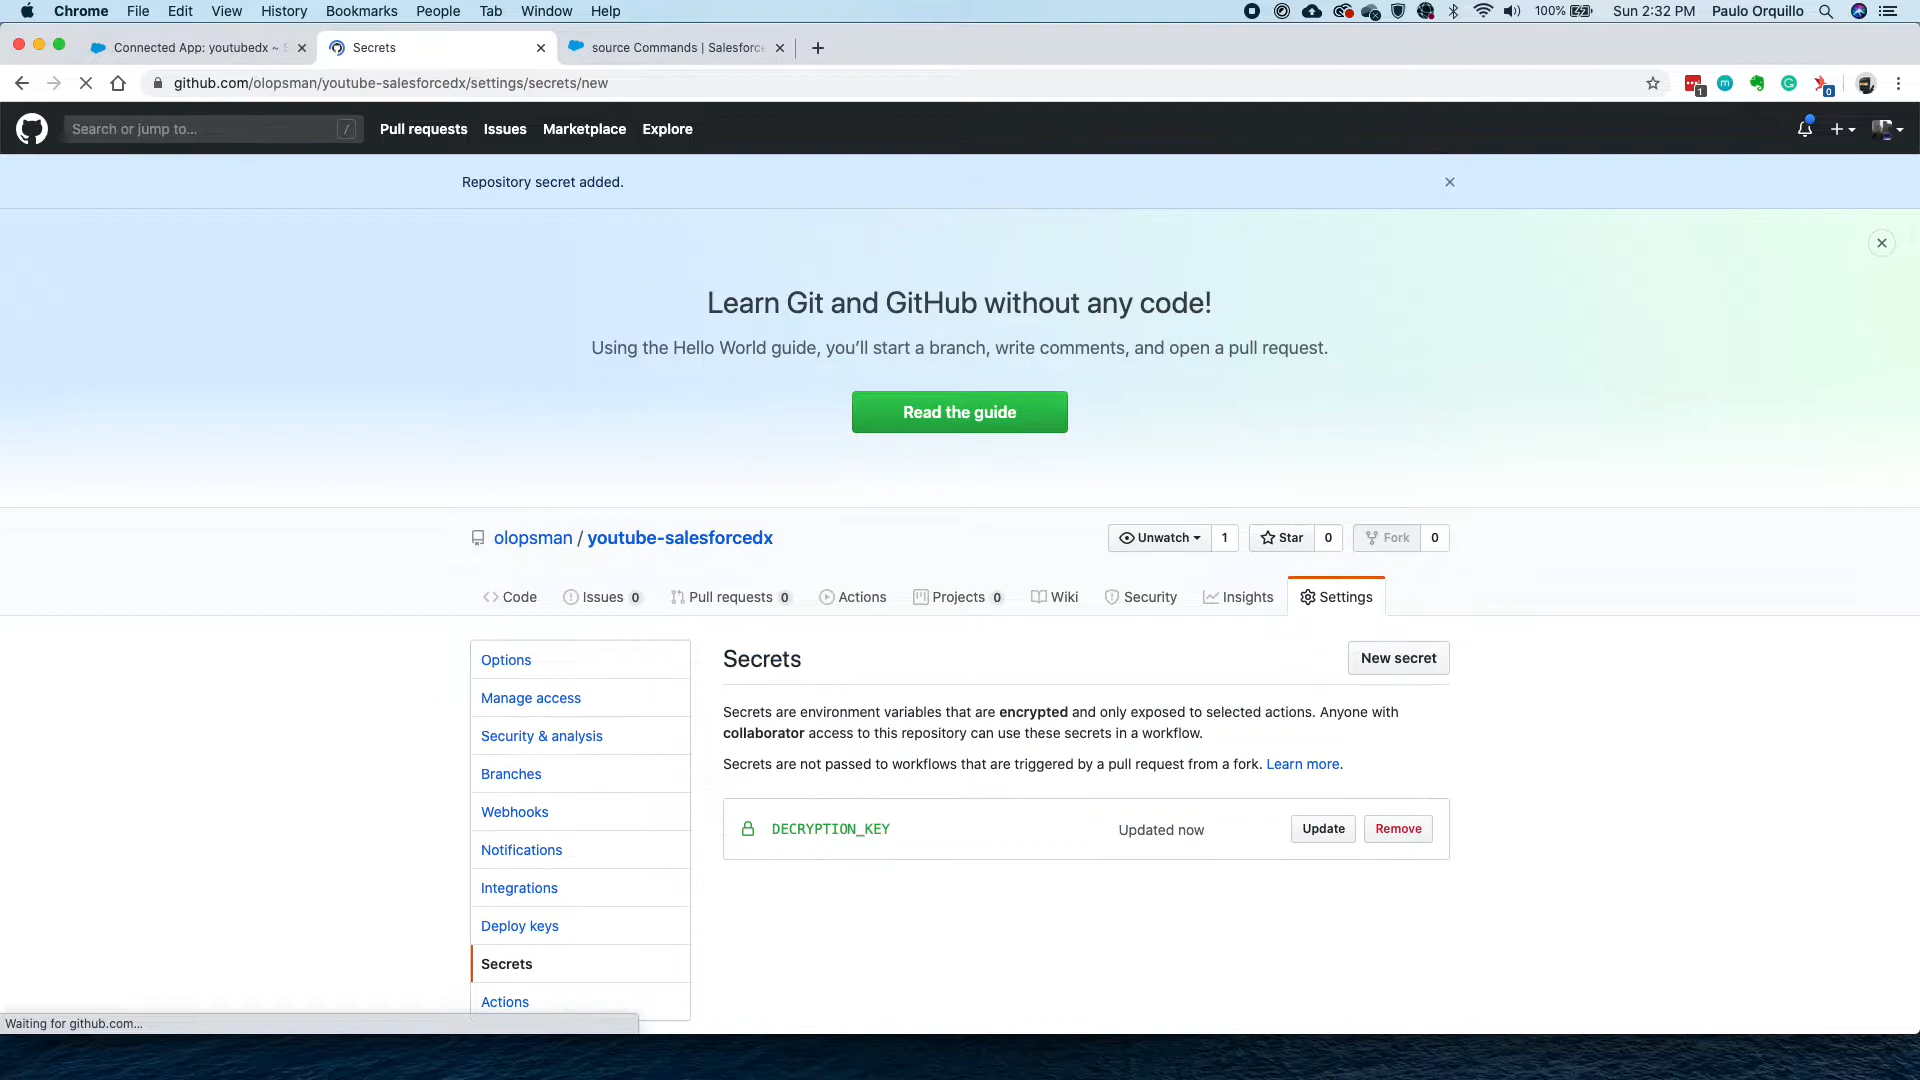 Chrome File Edit View History Bookmarks People Tab Window Help 100% Sun 2:32 PM Paulo Orquillo
Connected App: youtubedx ~ S Secrets source Commands | Salesforce
github.com/olopsman/youtube-salesforcedx/settings/secrets/new 1 0
Search or jump to... / Pull requests Issues Marketplace Explore
Repository secret added.
Learn Git and GitHub without any code!
Using the Hello World guide, you’ll start a branch, write comments, and open a pull request.
Read the guide
olopsman / youtube-salesforcedx Unwatch 1 Star 0 Fork 0
Code Issues 0 Pull requests 0 Actions Projects 0 Wiki Security Insights Settings
Options
Manage access
Security & analysis
Branches
Webhooks
Notifications
Integrations
Deploy keys
Secrets
Actions
Secrets New secret
Secrets are environment variables that are encrypted and only exposed to selected actions. Anyone with
collaborator access to this repository can use these secrets in a workflow.
Secrets are not passed to workflows that are triggered by a pull request from a fork. Learn more.
DECRYPTION_KEY Updated now Update Remove
Waiting for github.com...